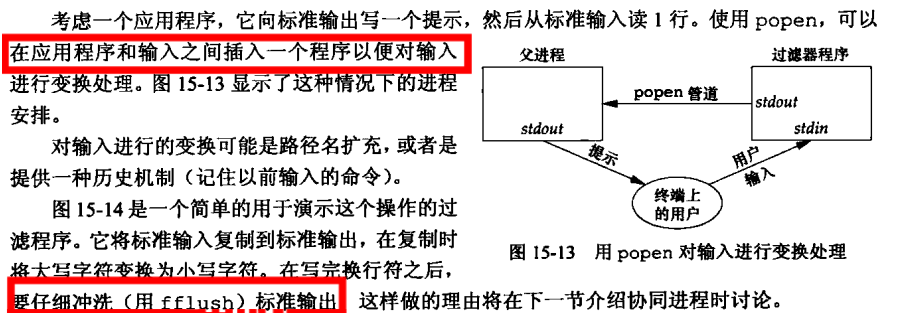 考虑一个应用程序，它向标准输出写一个提示，然后从标准输入读 1 行。使用 popen，可以
在应用程序和输入之间插入一个程序以便对输入
进行变换处理。图 15-13 显示了这种情况下的进程
安排。
对输入进行的变换可能是路径名扩充，或者是
提供一种历史机制（记住以前输入的命令）。
图 15-14 是一个简单的用于演示这个操作的过
滤程序。它将标准输入复制到标准输出，在复制时
将大写字符变换为小写字符。在写完换行符之后，
要仔细冲洗（用 fflush）标准输出 这样做的理由将在下一节介绍协同进程时讨论。
父进程
过滤器程序
popen 管道
stdout
stdout
stdin
提示
用户
输入
终端上
的用户
图 15-13 用 popen 对输入进行变换处理